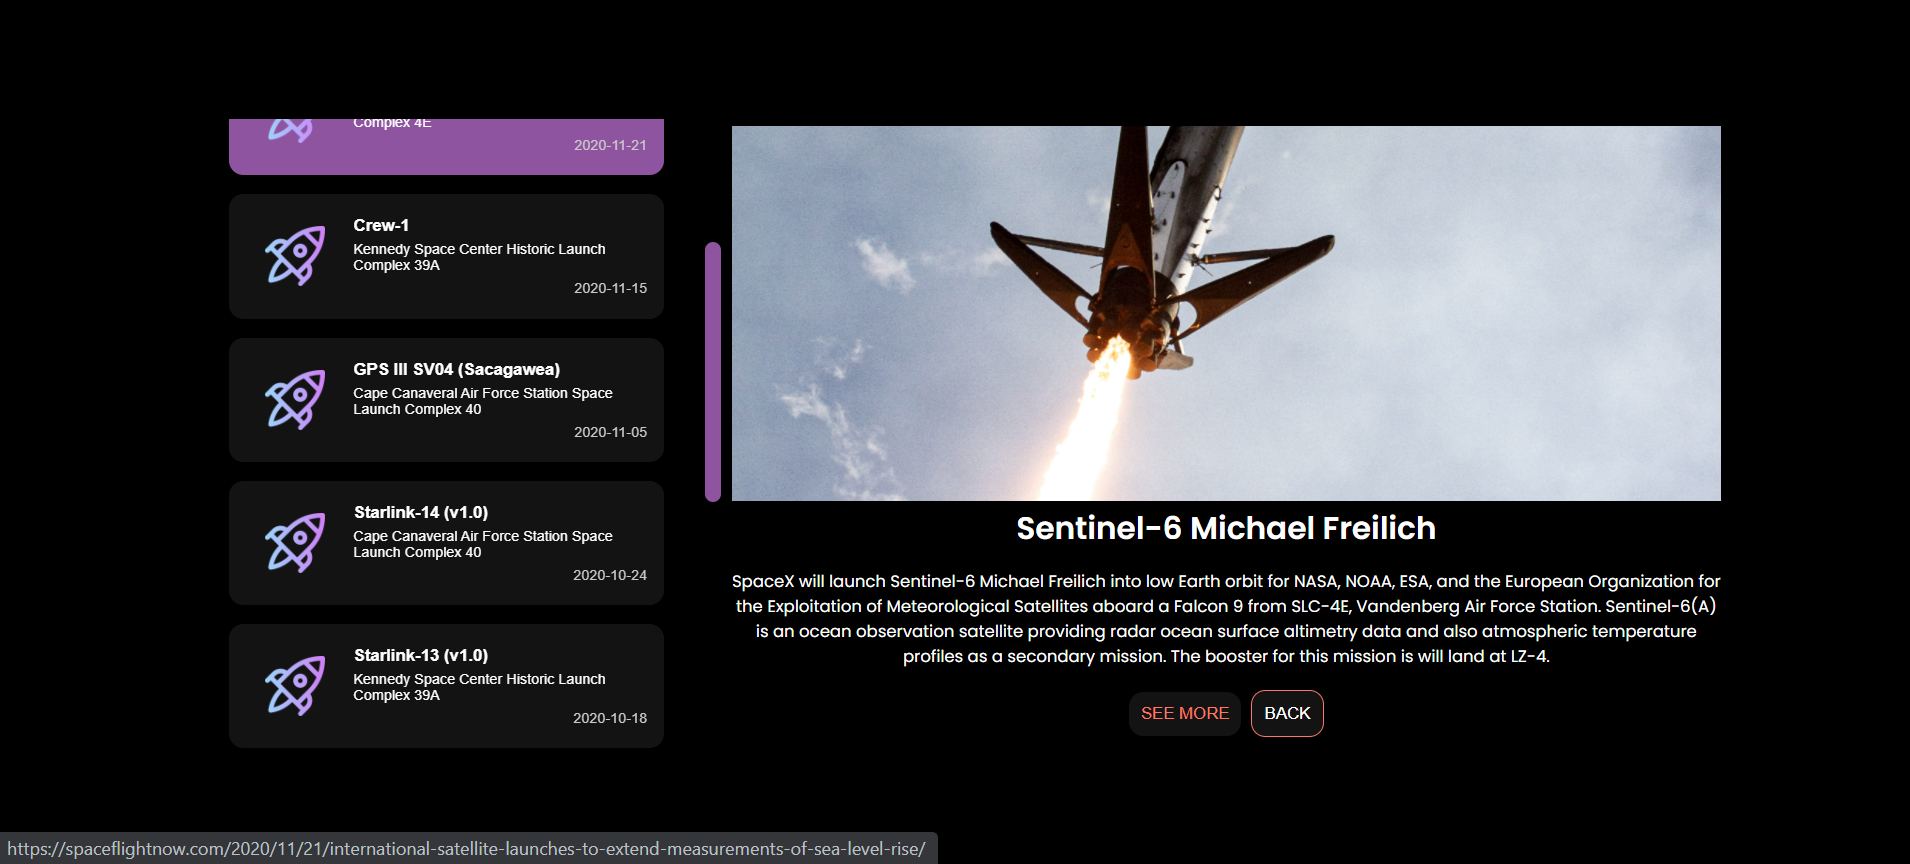 Complex 4E
2020-11-21
Crew-1
Kennedy Space Center Historic Launch
Complex 39A
2020-11-15
GPS III SV04 (Sacagawea)
Cape Canaveral Air Force Station Space
Launch Complex 40
2020-11-05
Starlink-14 (v1.0)
Cape Canaveral Air Force Station Space
Launch Complex 40
2020-10-24
Starlink-13 (v1.0)
Kennedy Space Center Historic Launch
Complex 39A
2020-10-18
Sentinel-6 Michael Freilich
SpaceX will launch Sentinel-6 Michael Freilich into low Earth orbit for NASA, NOAA, ESA, and the European Organization for
the Exploitation of Meteorological Satellites aboard a Falcon 9 from SLC-4E, Vandenberg Air Force Station. Sentinel-6(A)
is an ocean observation satellite providing radar ocean surface altimetry data and also atmospheric temperature
profiles as a secondary mission. The booster for this mission is will land at LZ-4.
SEE MORE
BACK
https://spaceflightnow.com/2020/11/21/international-satellite-launches-to-extend-measurements-of-sea-level-rise/